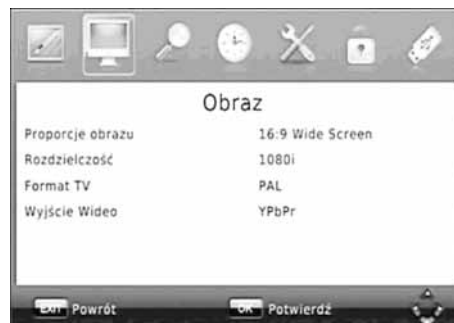 Obraz
Proporcje obrazu 16:9 Wide Screen
Rozdzielczość 1080i
Format TV PAL
Wyjście Wideo YPbPr
EXIT Powrót OK Potwierdź